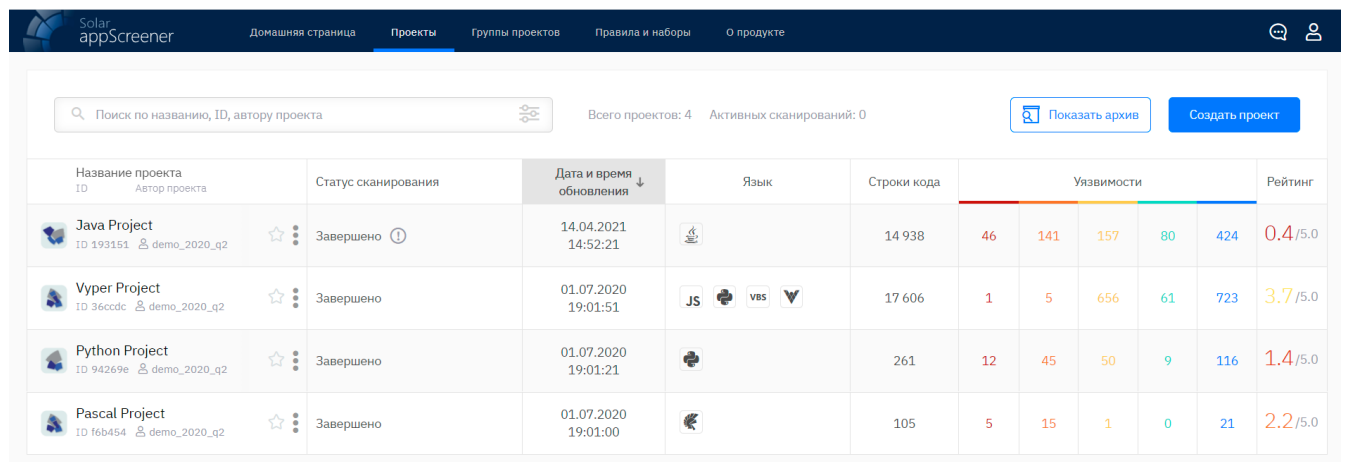 Solar
appScreener
Домашняя страница Проекты Группы проектов Правила и наборы О продукте
Поиск по названию, ID, автору проекта
Всего проектов: 4 Активных сканирований: 0
Показать архив
Создать проект
Название проекта
ID Автор проекта
Статус сканирования
Дата и время
обновления
Язык
Строки кода
Уязвимости
Рейтинг
Java Project
ID 193151 demo_2020_q2
Завершено
14.04.2021
14:52:21
14 938 46 141 157 80 424 0.4/5.0
Vyper Project
ID 36ccdc demo_2020_q2
Завершено
01.07.2020
19:01:51
JS VBS
17 606 1 5 656 61 723 3.7/5.0
Python Project
ID 94269e demo_2020_q2
Завершено
01.07.2020
19:01:21
261 12 45 50 9 116 1.4/5.0
Pascal Project
ID f6b454 demo_2020_q2
Завершено
01.07.2020
19:01:00
105 5 15 1 0 21 2.2/5.0